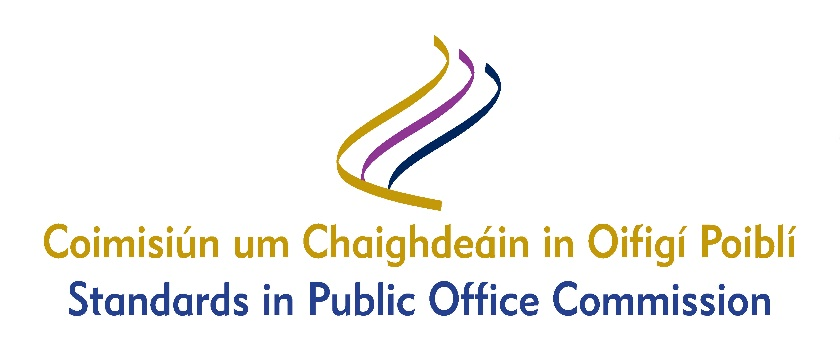 Coimisiún um Chaighdeáin in Oifigí Poiblí
Standards in Public Office Commission